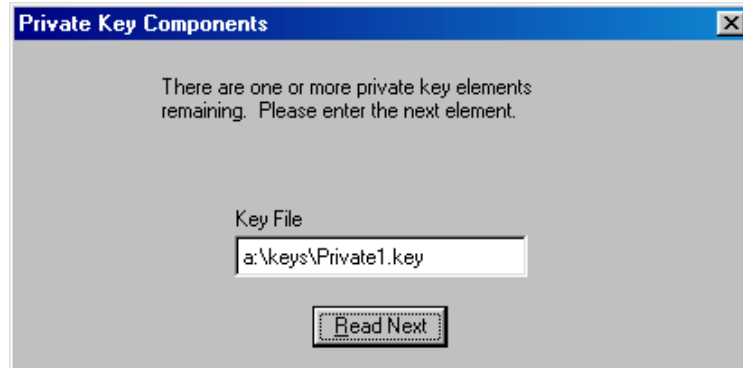 Private Key Components
There are one or more private key elements
remaining.  Please enter the next element.
Key File
a:\keys\Private1.key
Read Next